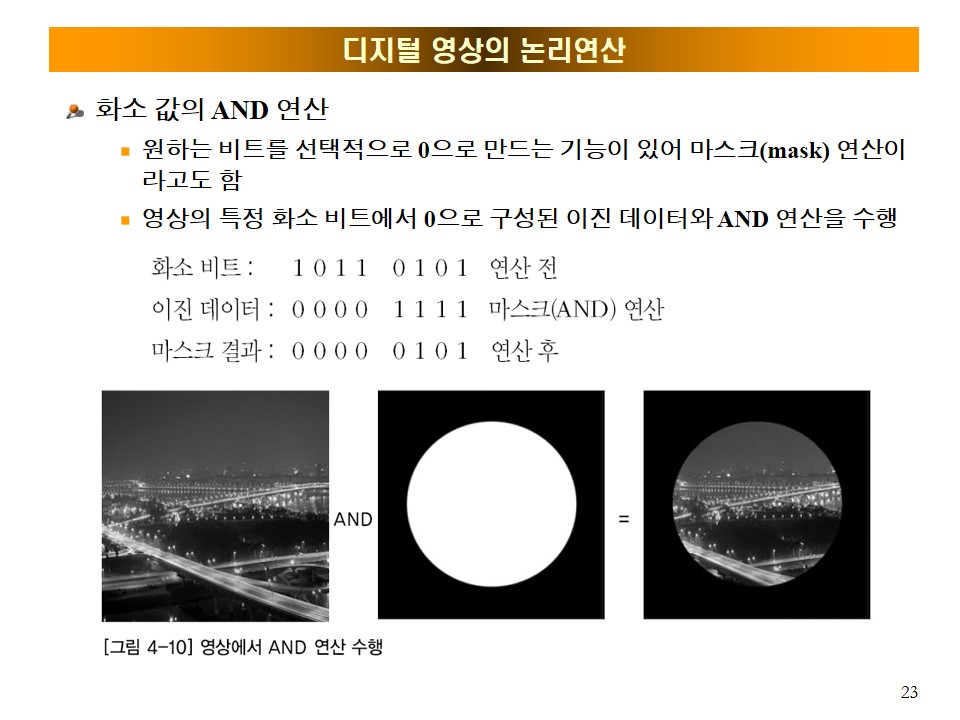 디지털 영상의 논리연산
화소 값의 AND 연산
원하는 비트를 선택적으로 0으로 만드는 기능이 있어 마스크(mask) 연산이
라고도 함
영상의 특정 화소 비트에서 0으로 구성된 이진 데이터와 AND 연산을 수행
화소 비트 : 1 0 1 1 0 1 0 1 연산 전
이진 데이터 : 0 0 0 0 1 1 1 1 마스크(AND) 연산
마스크 결과 : 0 0 0 0 0 1 0 1 연산 후
AND =
[그림 4-10] 영상에서 AND 연산 수행
23